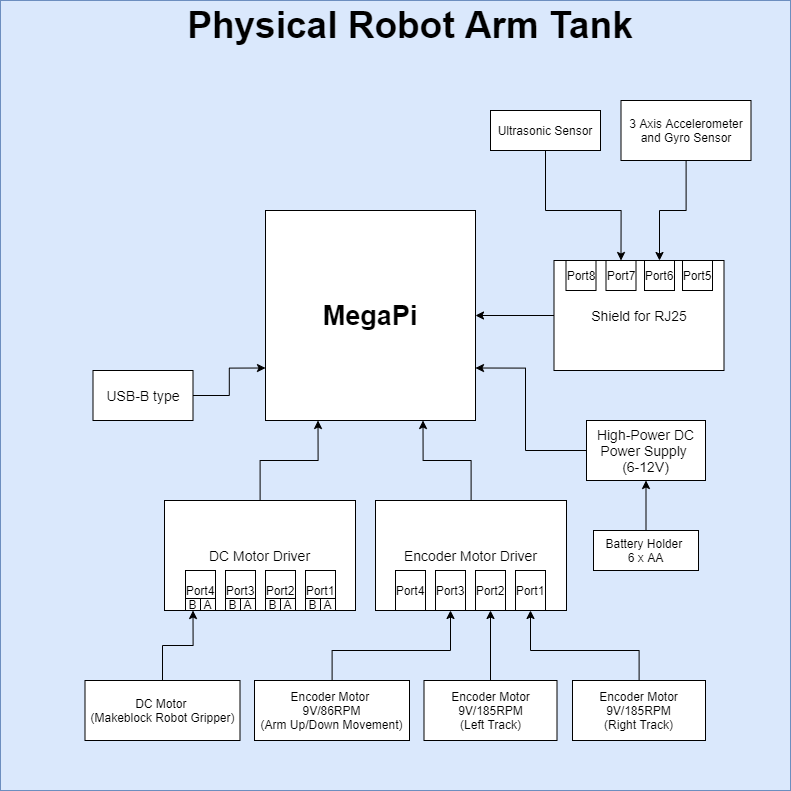 Physical Robot Arm Tank
Ultrasonic Sensor
3 Axis Accelerometer
and Gyro Sensor
Port8 Port7 Port6 Port5
Shield for RJ25
MegaPi
USB-B type
High-Power DC
Power Supply
(6-12V)
Battery Holder
6 x AA
DC Motor Driver
Port4 Port3 Port2 Port1
B A B A B A B A
Encoder Motor Driver
Port4 Port3 Port2 Port1
DC Motor
(Makeblock Robot Gripper)
Encoder Motor
9V/86RPM
(Arm Up/Down Movement)
Encoder Motor
9V/185RPM
(Left Track)
Encoder Motor
9V/185RPM
(Right Track)